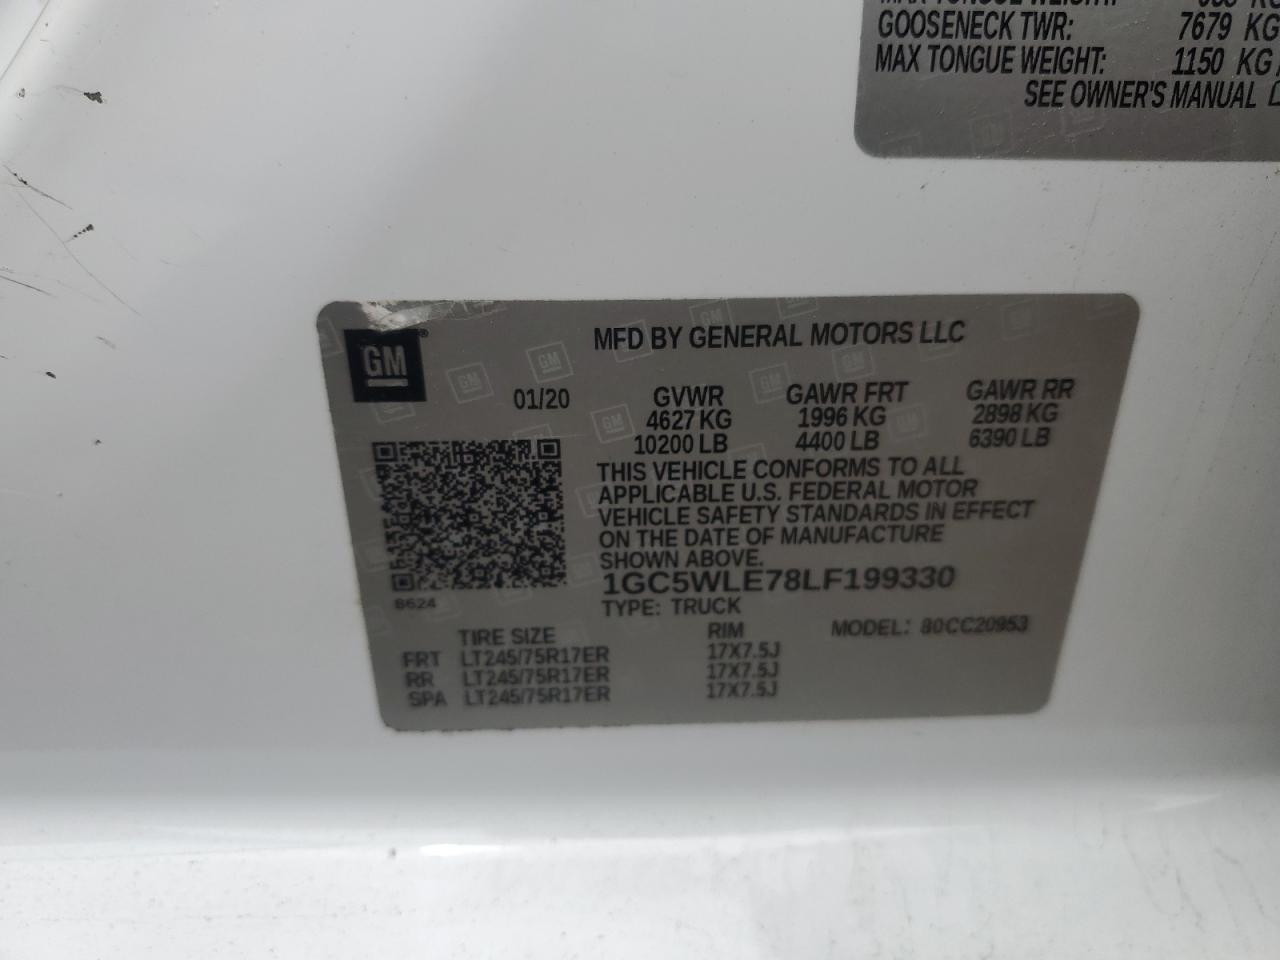 GOOSENECK TWR: 7679 KG
MAX TONGUE WEIGHT: 1150 KG
SEE OWNER'S MANUAL
GM
MFD BY GENERAL MOTORS LLC
01/20 GVWR GAWR FRT GAWR RR
4627 KG 1996 KG 2898 KG
10200 LB 4400 LB 6390 LB
THIS VEHICLE CONFORMS TO ALL
APPLICABLE U.S. FEDERAL MOTOR
VEHICLE SAFETY STANDARDS IN EFFECT
ON THE DATE OF MANUFACTURE
SHOWN ABOVE.
1GC5WLE78LF199330
B624
TYPE: TRUCK
TIRE SIZE RIM MODEL: 80CC20953
FRT LT245/75R17ER 17X7.5J
RR LT245/75R17ER 17X7.5J
SPA LT245/75R17ER 17X7.5J